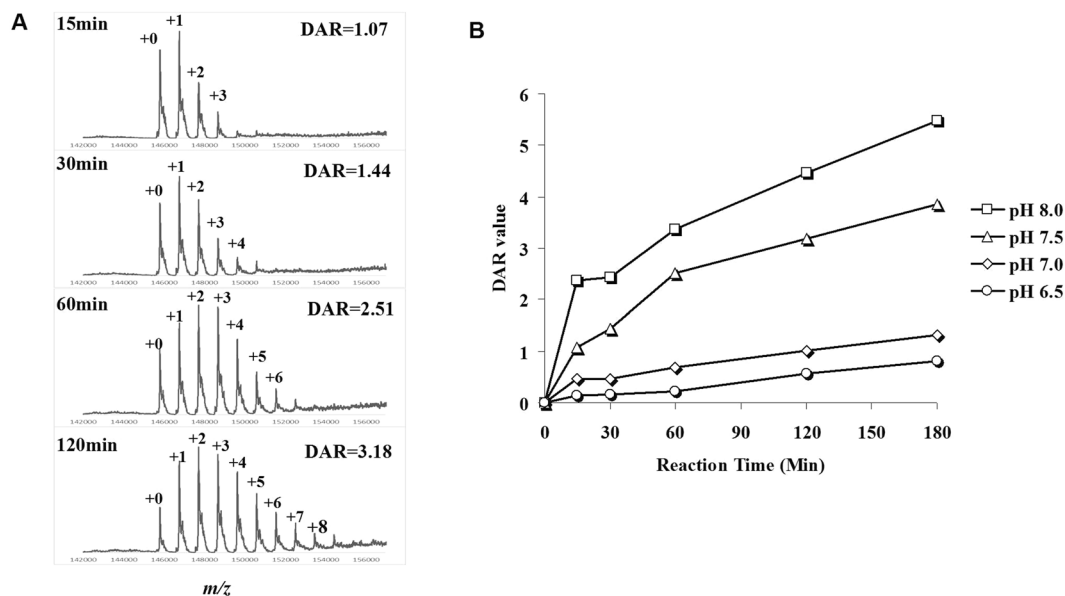 A
15min
DAR=1.07
+0
+1
+2
+3
142000 144000 146000 148000 150000 152000 154000 156000
30min
DAR=1.44
+0
+1
+2
+3
+4
142000 144000 146000 148000 150000 152000 154000 156000
60min
DAR=2.51
+0
+1
+2
+3
+4
+5
+6
142000 144000 146000 148000 150000 152000 154000 156000
120min
DAR=3.18
+0
+1
+2
+3
+4
+5
+6
+7
+8
142000 144000 146000 148000 150000 152000 154000 156000
m/z
B
DAR value
6
5
4
3
2
1
0
0 30 60 90 120 150 180
Reaction Time (Min)
pH 8.0
pH 7.5
pH 7.0
pH 6.5